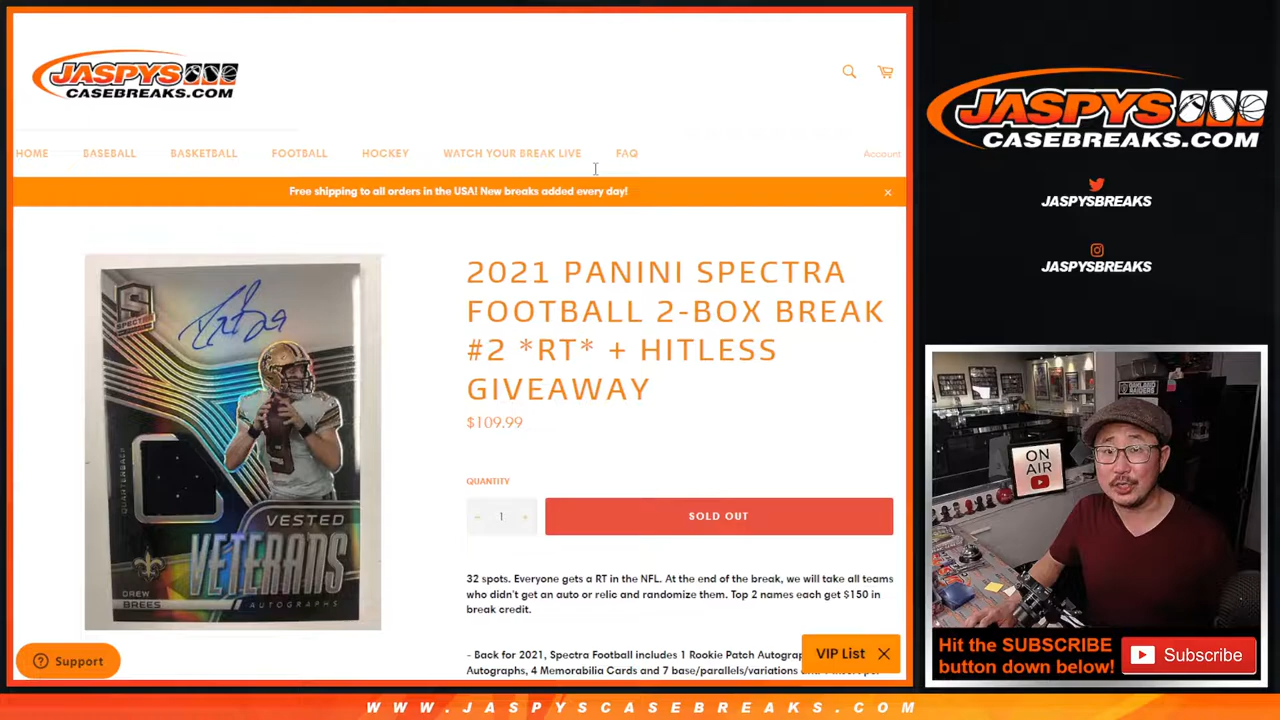 JASPYS
CASEBREAKS.COM
HOME BASEBALL BASKETBALL FOOTBALL HOCKEY WATCH YOUR BREAK LIVE FAQ Account
Free shipping to all orders in the USA! New breaks added every day! ×
2021 PANINI SPECTRA
FOOTBALL 2-BOX BREAK
#2 *RT* + HITLESS
GIVEAWAY
$109.99
QUANTITY
− 1 +
SOLD OUT
32 spots. Everyone gets a RT in the NFL. At the end of the break, we will take all teams
who didn't get an auto or relic and randomize them. Top 2 names each get $150 in
break credit.
- Back for 2021, Spectra Football includes 1 Rookie Patch
Autographs, 4 Memorabilia Cards and 7 base/parallels/variations
S
SPECTRA
9
QUARTERBACK
VESTED
VETERANS
AUTOGRAPHS
DREW
BREES
Support
VIP List ×
JASPYS
CASEBREAKS.COM
JASPYSBREAKS
JASPYSBREAKS
ON
AIR
OAKLAND
RAIDERS
Hit the SUBSCRIBE
button down below!
Subscribe
WWW.JASPYSCASEBREAKS.COM